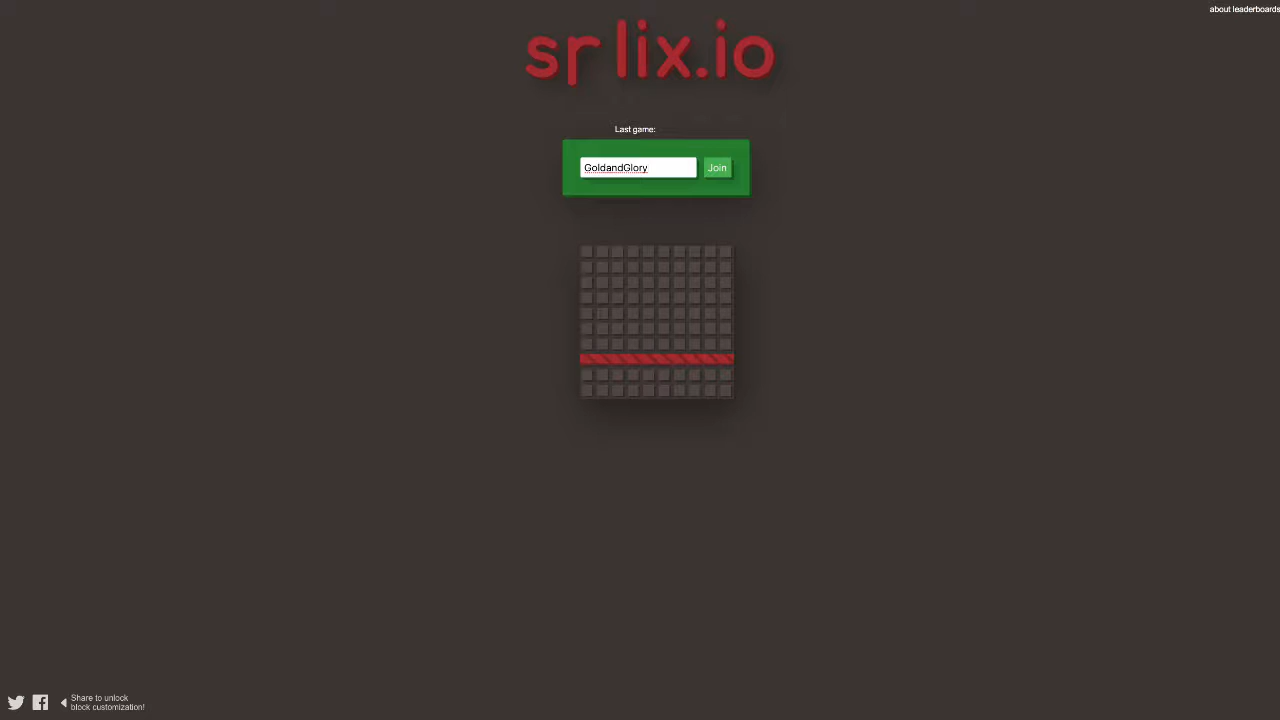 about leaderboards
sr lix.io
Last game:
GoldandGlory
Join
Share to unlock
block customization!